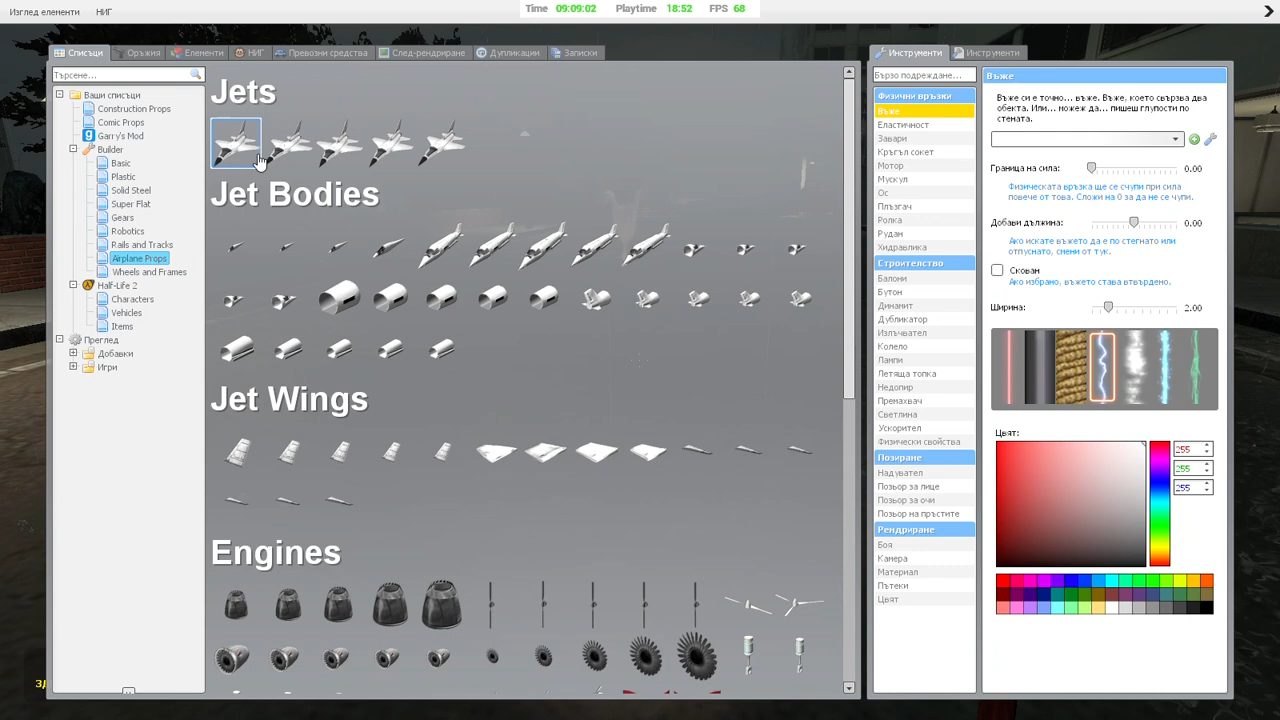 Изглед елементи НИГ
Time 09:09:02 Playtime 18:52 FPS 68
Списъци Оръжия Елементи НИГ Превозни средства След-рендиране Дупликации Записки
Търсене...
Ваши списъци
Construction Props
Comic Props
Garry's Mod
Builder
Basic
Plastic
Solid Steel
Super Flat
Gears
Robotics
Rails and Tracks
Airplane Props
Wheels and Frames
Half-Life 2
Characters
Vehicles
Items
Преглед
Добавки
Игри
Jets
Jet Bodies
Jet Wings
Engines
Инструменти Инструменти
Бързо подреждане...
Физични връзки
Въже
Еластичност
Завари
Кръгъл сокет
Мотор
Мускул
Ос
Плъзгач
Ролка
Рудан
Хидравлика
Строителство
Балони
Бутон
Динамит
Дубликатор
Излъчвател
Колело
Лампи
Летяща топка
Недопир
Премахвач
Светлина
Ускорител
Физически свойства
Позиране
Надувател
Позьор за лице
Позьор за очи
Позьор на пръстите
Рендриране
Боя
Камера
Материал
Пътеки
Цвят
Въже
Въже си е точно... въже. Въже, което свързва два
обекта. Или... можеж да... пишеш глупости по
стената.
Граница на сила: 0.00
Физическата връзка ще се счупи при сила
повече от това. Сложи на 0 за да не се счупи.
Добави дължина: 0.00
Ако искате въжето да е по стегнато или
отпуснато, смени от тук.
Скован
Ако избрано, въжето става втвърдено.
Ширина: 2.00
Цвят:
255
255
255